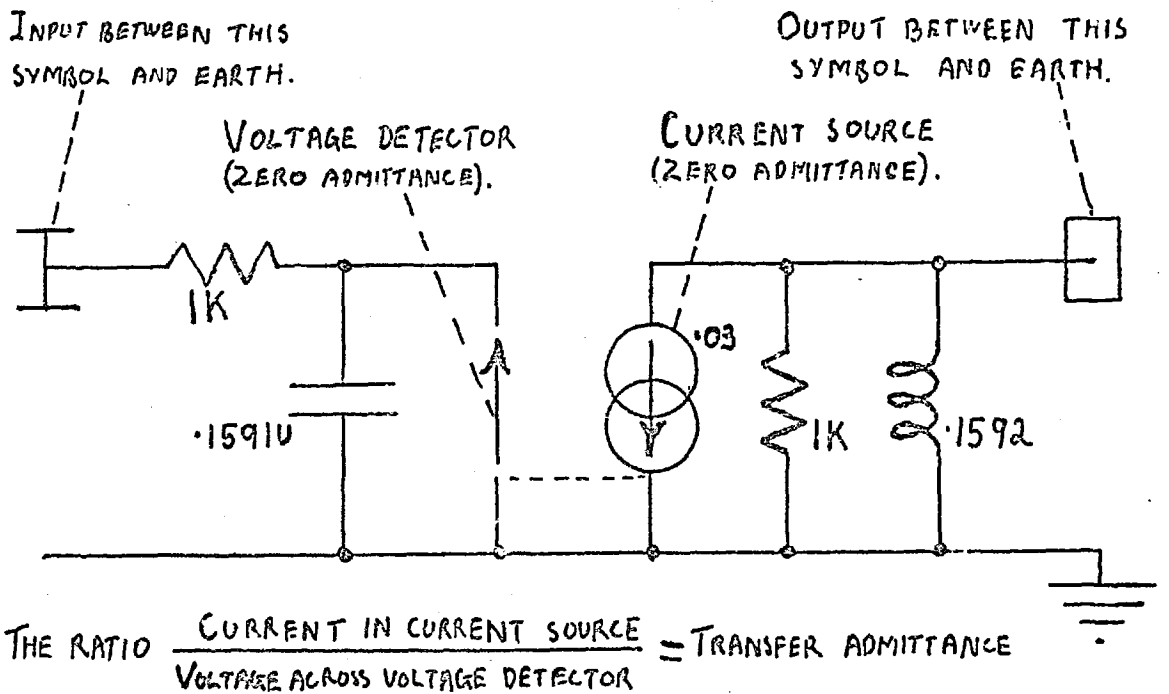 INPUT BETWEEN THIS
SYMBOL AND EARTH.
OUTPUT BETWEEN THIS
SYMBOL AND EARTH.
VOLTAGE DETECTOR
(ZERO ADMITTANCE).
CURRENT SOURCE
(ZERO ADMITTANCE).
1K
.1591U
.03
1K
.1592
THE RATIO CURRENT IN CURRENT SOURCE = TRANSFER ADMITTANCE
VOLTAGE ACROSS VOLTAGE DETECTOR